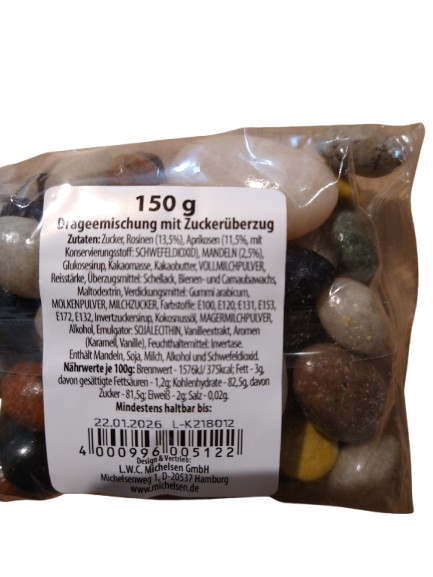 150 g
Drageemischung mit Zuckerüberzug
Zutaten: Zucker, Rosinen (13,5%), Aprikosen (11,5%, mit
Konservierungsstoff: SCHWEFELDIOXID), MANDELN (2,5%),
Glukosesirup, Kakaomasse, Kakaobutter, VOLLMILCHPULVER,
Reisstärke, Überzugsmittel: Schellack, Bienen- und Carnaubawachs,
Maltodextrin, Verdickungsmittel: Gummi arabicum,
MOLKENPULVER, MILCHZUCKER, Farbstoffe: E100, E120, E131, E153,
E172, E132, Invertzuckersirup, Kokosnussöl, MAGERMILCHPULVER,
Alkohol, Emulgator: SOJALECITHIN, Vanilleextrakt, Aromen
(Karamell, Vanille), Feuchthaltemittel: Invertase.
Enthält Mandeln, Soja, Milch, Alkohol und Schwefeldioxid.
Nährwerte je 100g: Brennwert - 1576kJ/ 375kcal; Fett - 3g,
davon gesättigte Fettsäuren - 1,2g; Kohlenhydrate - 82,5g, davon
Zucker - 81,5g; Eiweiß - 2g; Salz - 0,02g.
Mindestens haltbar bis:
22.01.2026 L-K218012
4 000996 005122
Design & Vertrieb:
L.W.C. Michelsen GmbH
Michelsenweg 1, D-20537 Hamburg
www.michelsen.de